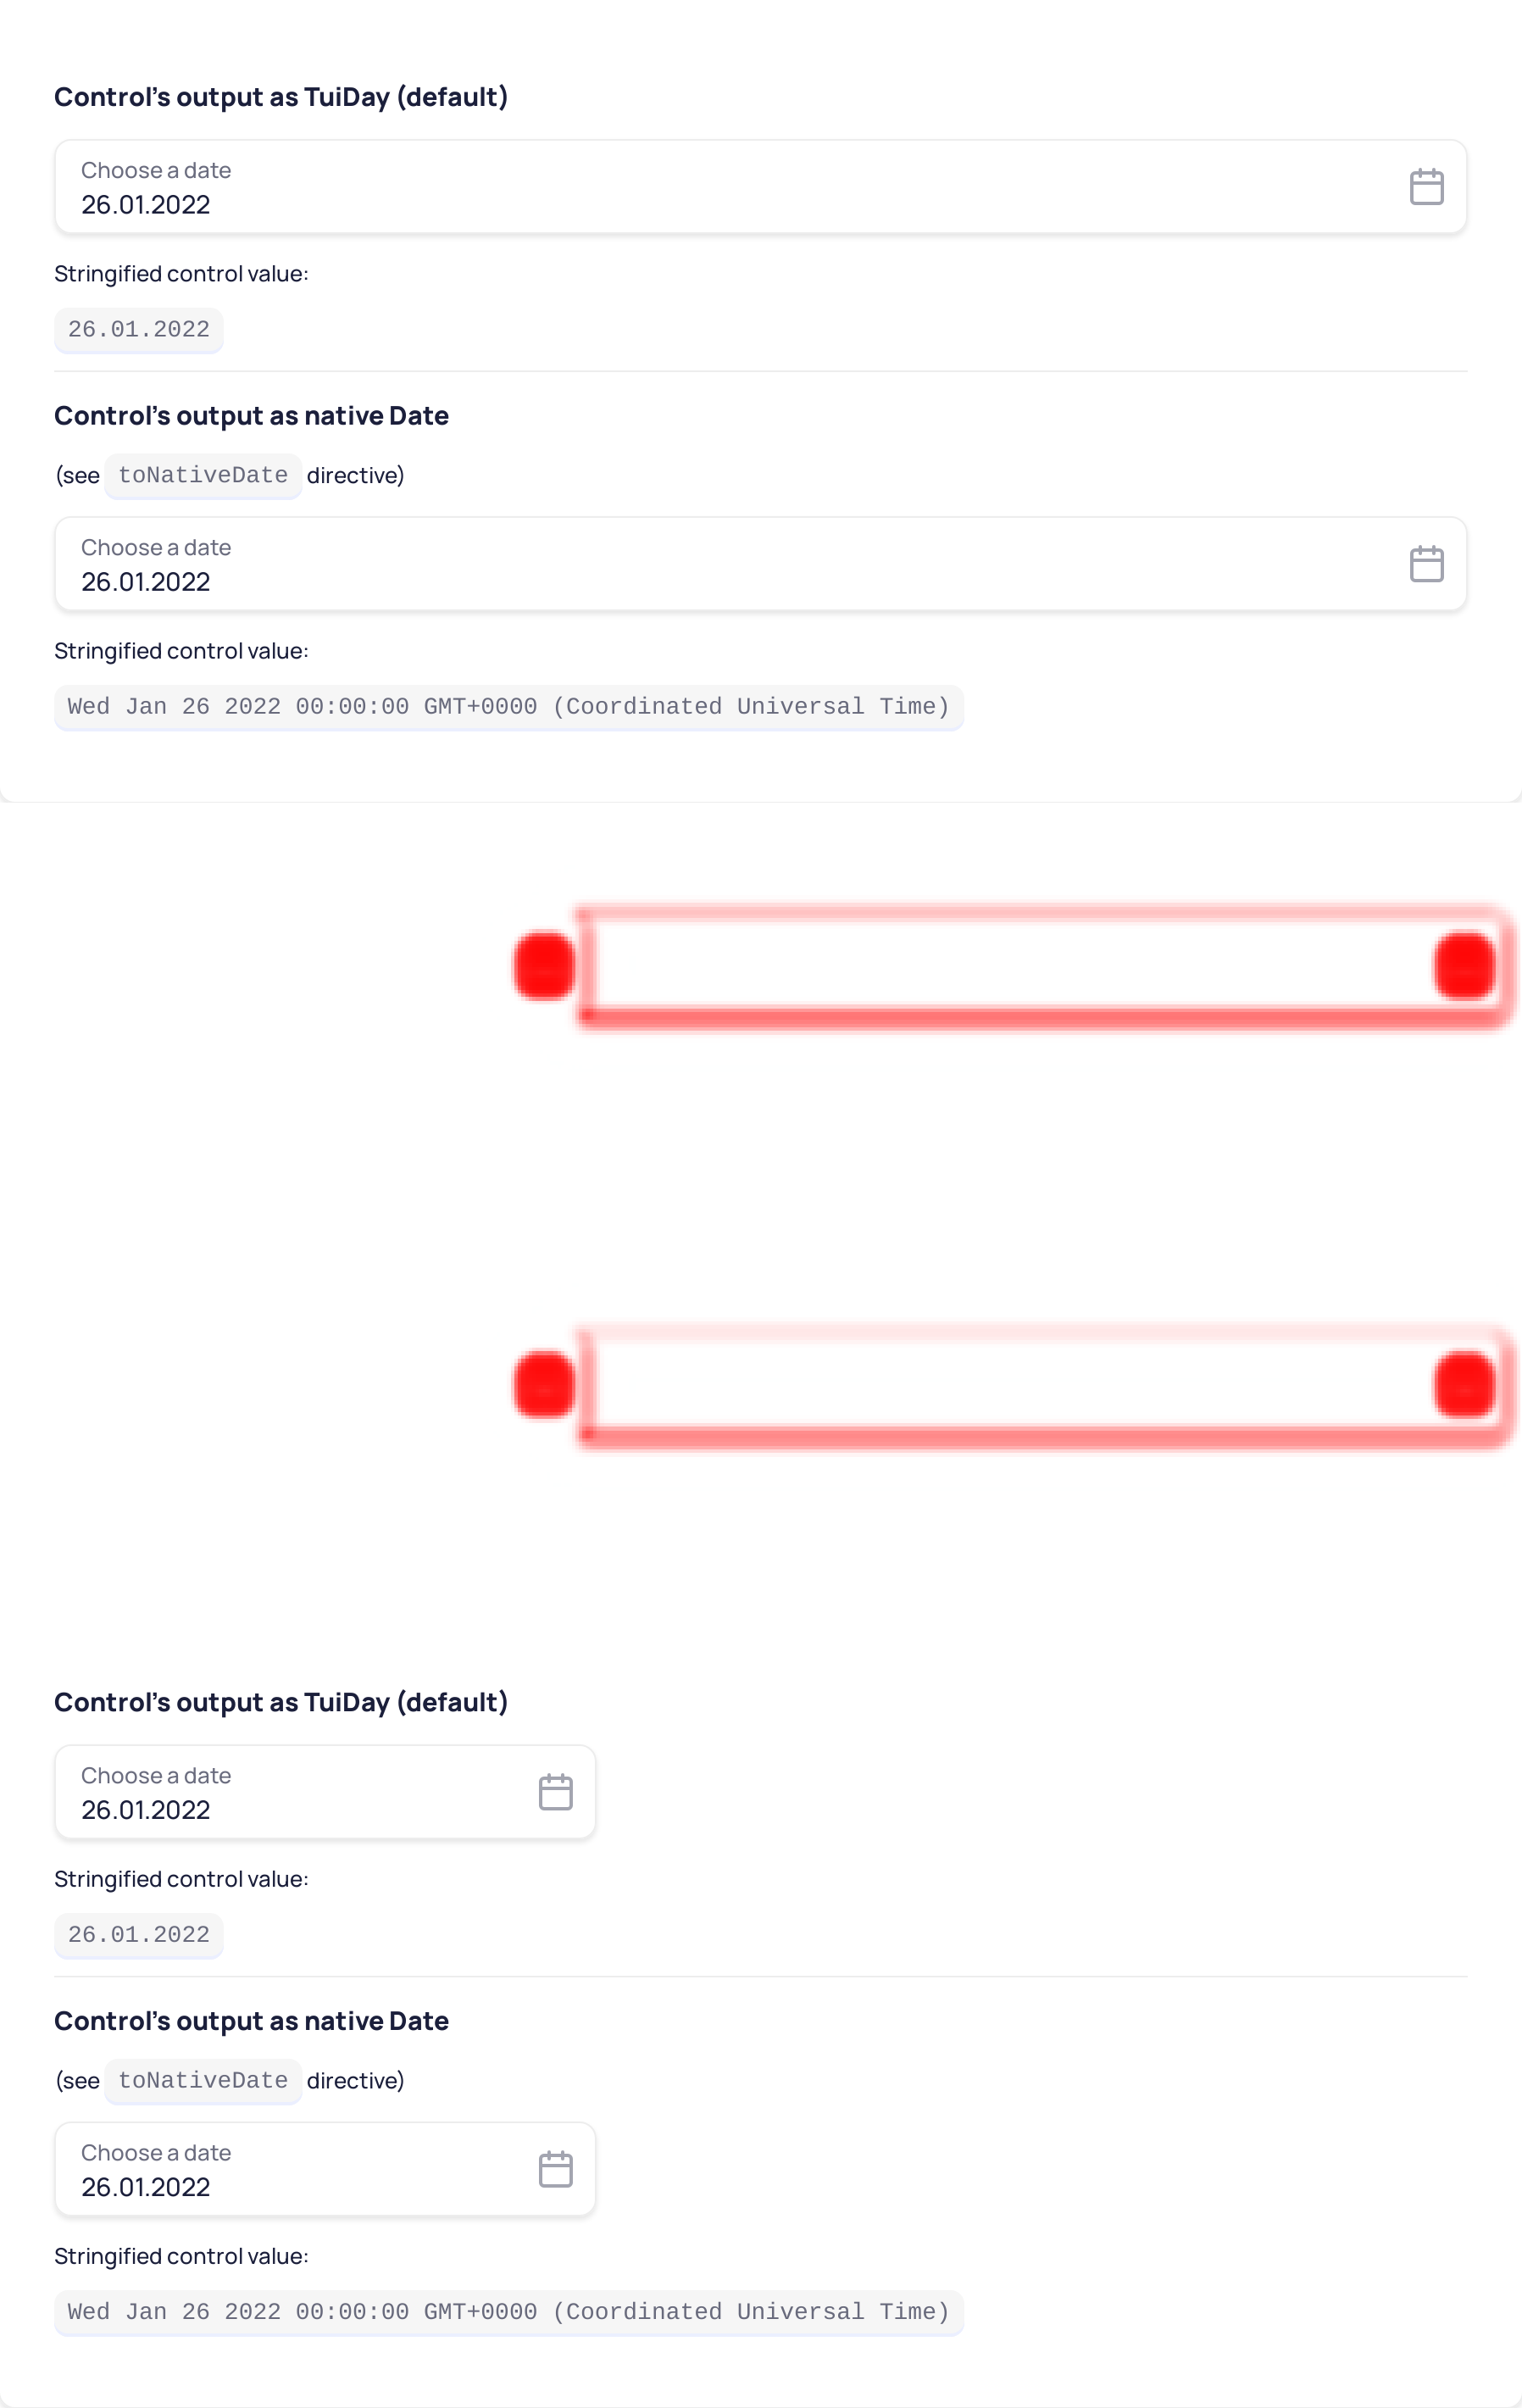 Control's output as TuiDay (default)
Choose a date
26.01.2022
Stringified control value:
26.01.2022
Control's output as native Date
(see toNativeDate directive)
Choose a date
26.01.2022
Stringified control value:
Wed Jan 26 2022 00:00:00 GMT+0000 (Coordinated Universal Time)
Control's output as TuiDay (default)
Choose a date
26.01.2022
Stringified control value:
26.01.2022
Control's output as native Date
(see toNativeDate directive)
Choose a date
26.01.2022
Stringified control value:
Wed Jan 26 2022 00:00:00 GMT+0000 (Coordinated Universal Time)